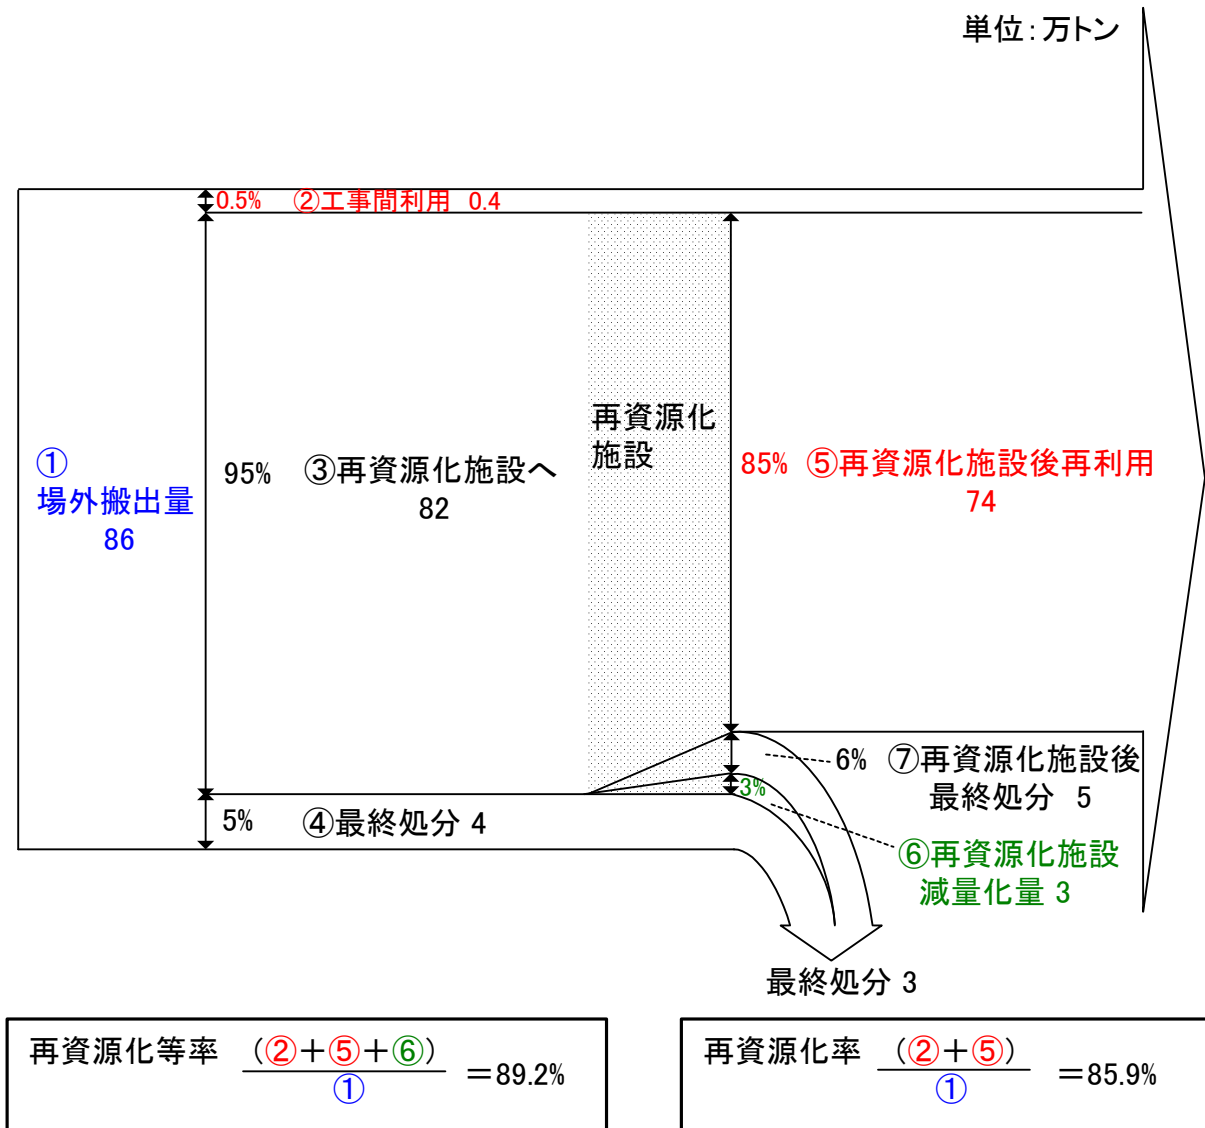 単位：万トン
0.5% ②工事間利用 0.4
再資源化
施設
①
場外搬出量
86
95% ③再資源化施設へ
82
85% ⑤再資源化施設後再利用
74
6% ⑦再資源化施設後
最終処分 5
3%
5% ④最終処分 4
⑥再資源化施設
減量化量 3
最終処分 3
再資源化等率 (②＋⑤＋⑥)
①
＝89.2%
再資源化率 (②＋⑤)
①
＝85.9%